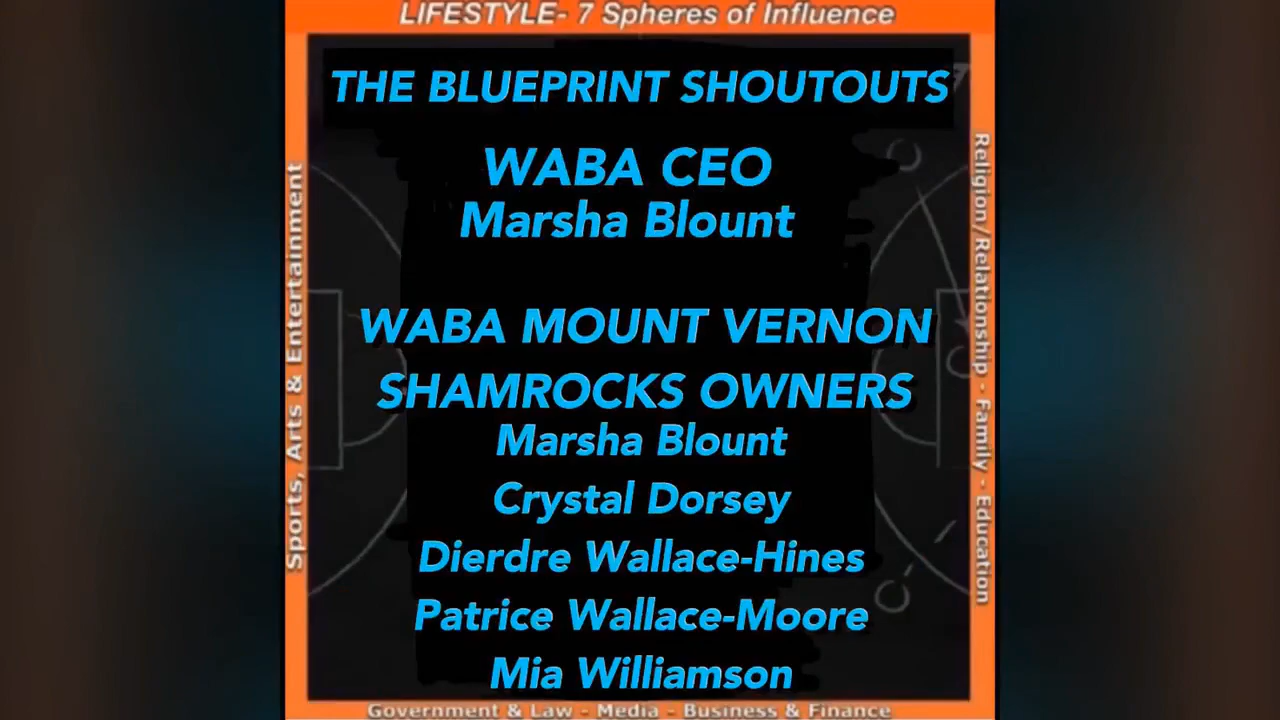 LIFESTYLE- 7 Spheres of Influence
THE BLUEPRINT SHOUTOUTS
WABA CEO
Marsha Blount
WABA MOUNT VERNON
SHAMROCKS OWNERS
Marsha Blount
Crystal Dorsey
Dierdre Wallace-Hines
Patrice Wallace-Moore
Mia Williamson
Sports, Arts & Entertainment
Religion/Relationship - Family - Education
Government & Law - Media - Business & Finance